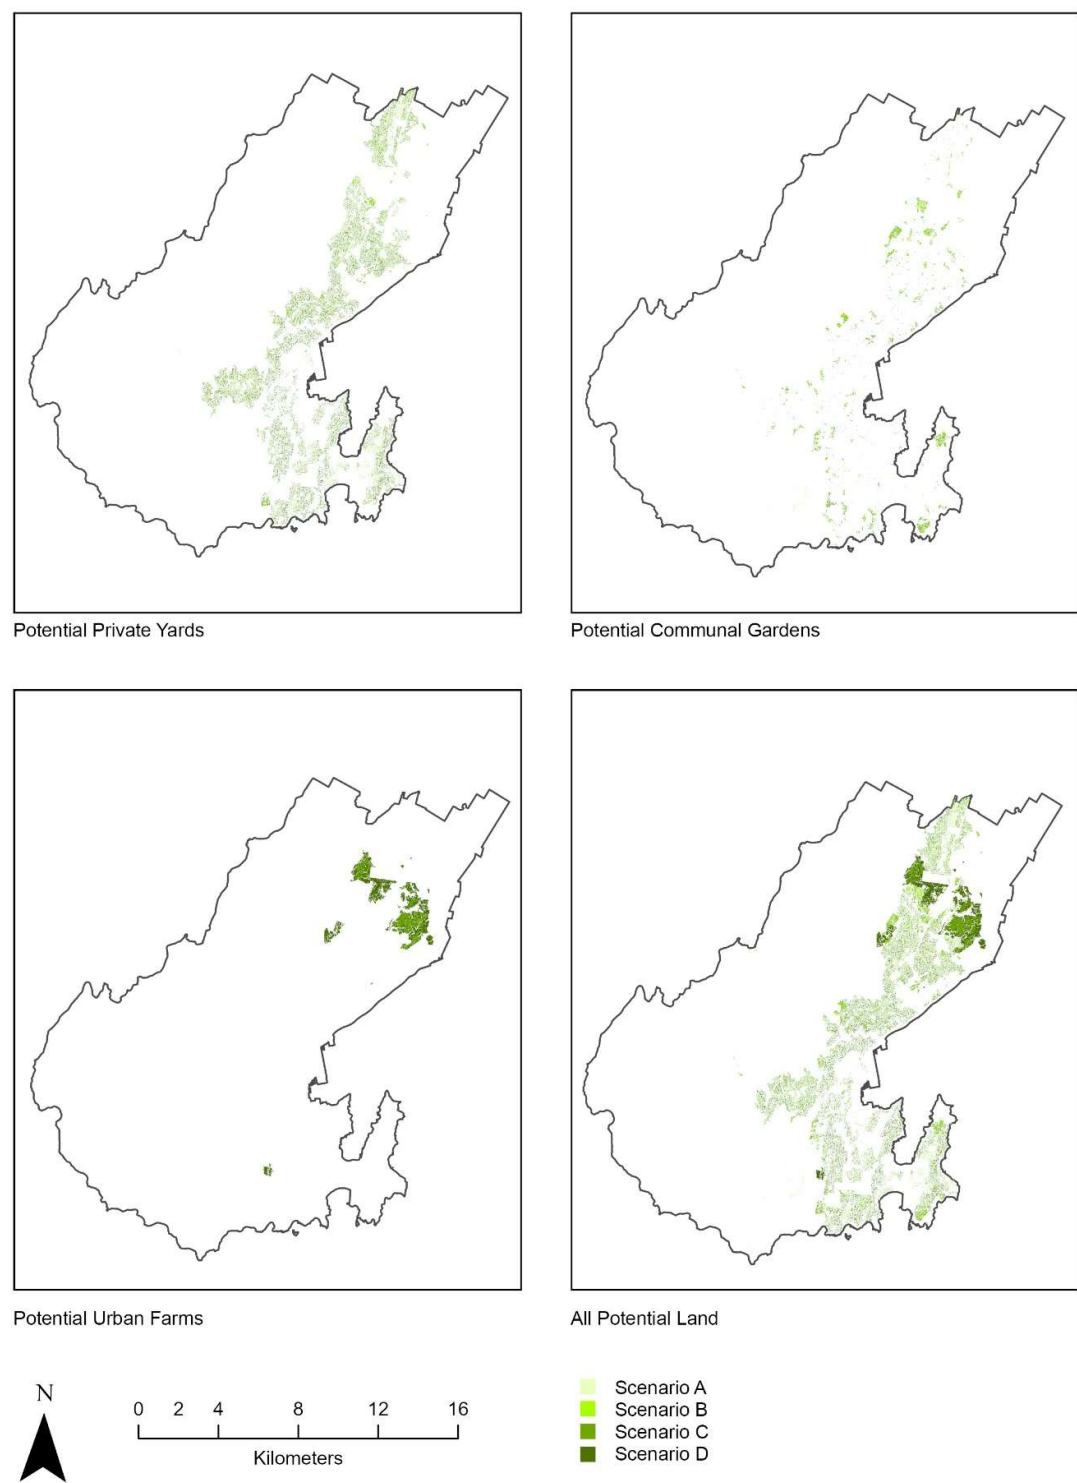 Potential Private Yards
Potential Communal Gardens
Potential Urban Farms
All Potential Land
N
0 2 4 8 12 16
Kilometers
Scenario A
Scenario B
Scenario C
Scenario D